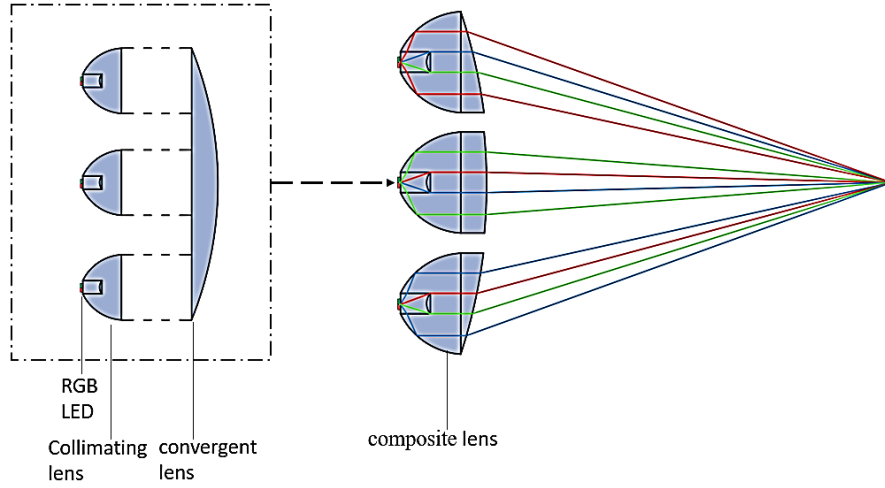 RGB
LED
Collimating
lens
convergent
lens
composite lens